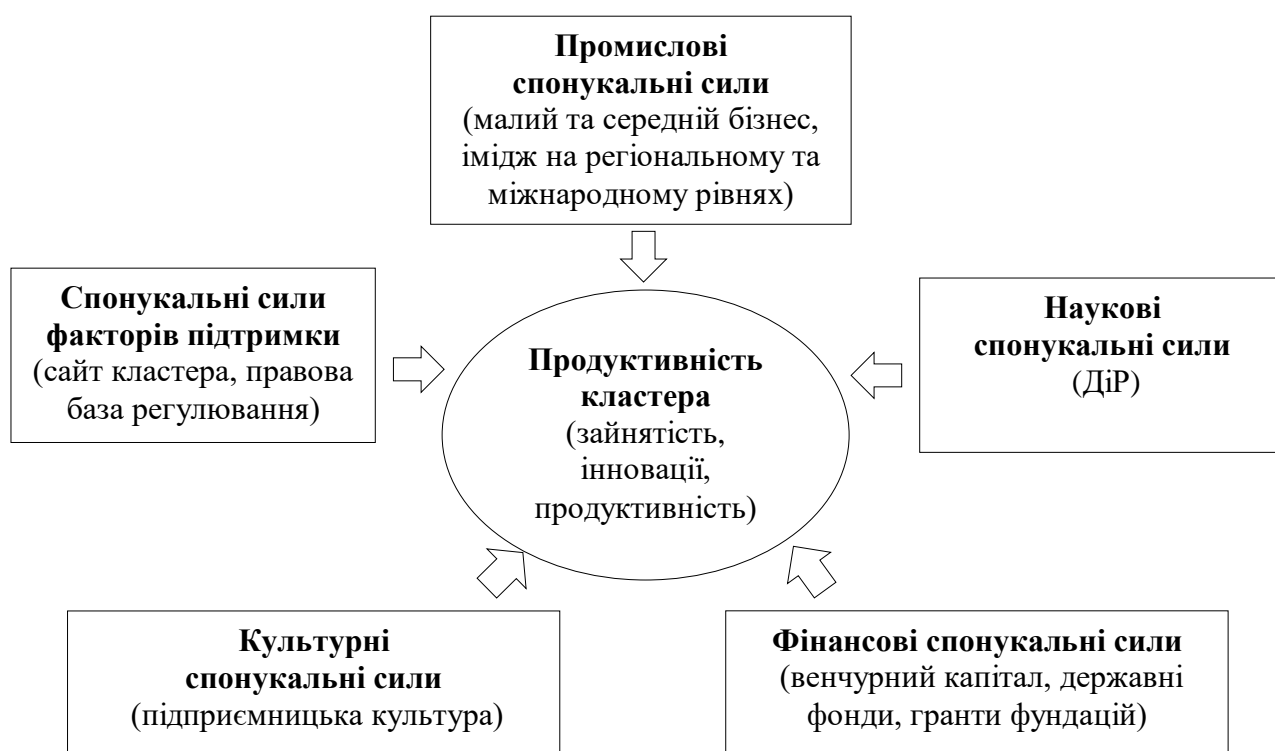 Промислові
спонукальні сили
(малий та середній бізнес,
імідж на регіональному та
міжнародному рівнях)
Спонукальні сили
факторів підтримки
(сайт кластера, правова
база регулювання)
Продуктивність
кластера
(зайнятість,
інновації,
продуктивність)
Наукові
спонукальні сили
(ДіР)
Культурні
спонукальні сили
(підприємницька культура)
Фінансові спонукальні сили
(венчурний капітал, державні
фонди, гранти фундацій)